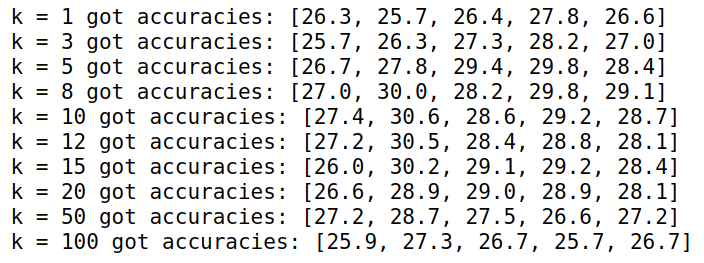 k = 1 got accuracies: [26.3, 25.7, 26.4, 27.8, 26.6]
k = 3 got accuracies: [25.7, 26.3, 27.3, 28.2, 27.0]
k = 5 got accuracies: [26.7, 27.8, 29.4, 29.8, 28.4]
k = 8 got accuracies: [27.0, 30.0, 28.2, 29.8, 29.1]
k = 10 got accuracies: [27.4, 30.6, 28.6, 29.2, 28.7]
k = 12 got accuracies: [27.2, 30.5, 28.4, 28.8, 28.1]
k = 15 got accuracies: [26.0, 30.2, 29.1, 29.2, 28.4]
k = 20 got accuracies: [26.6, 28.9, 29.0, 28.9, 28.1]
k = 50 got accuracies: [27.2, 28.7, 27.5, 26.6, 27.2]
k = 100 got accuracies: [25.9, 27.3, 26.7, 25.7, 26.7]